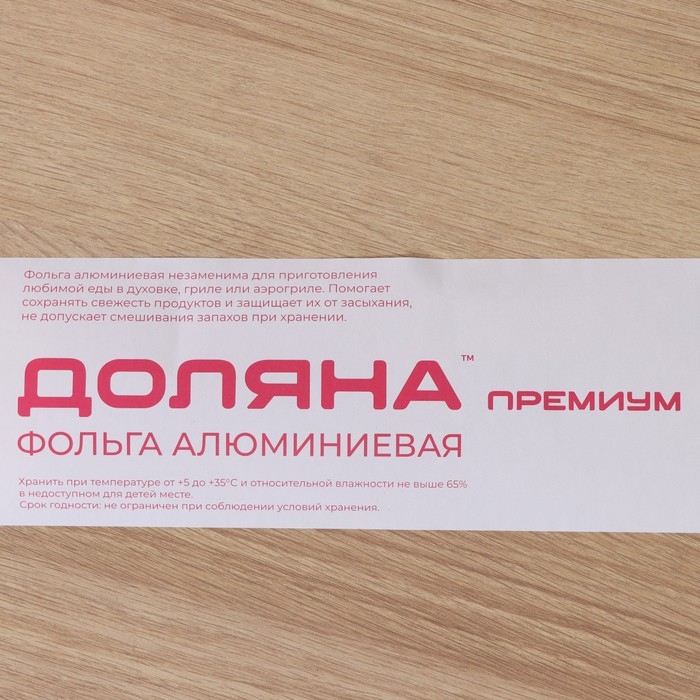 Фольга алюминиевая незаменима для приготовления
любимой еды в духовке, гриле или аэрогриле. Помогает
сохранять свежесть продуктов и защищает их от засыхания,
не допускает смешивания запахов при хранении.
ДОЛЯНА™ ПРЕМИУМ
ФОЛЬГА АЛЮМИНИЕВАЯ
Хранить при температуре от +5 до +35°С и относительной влажности не выше 65%
в недоступном для детей месте.
Срок годности: не ограничен при соблюдении условий хранения.